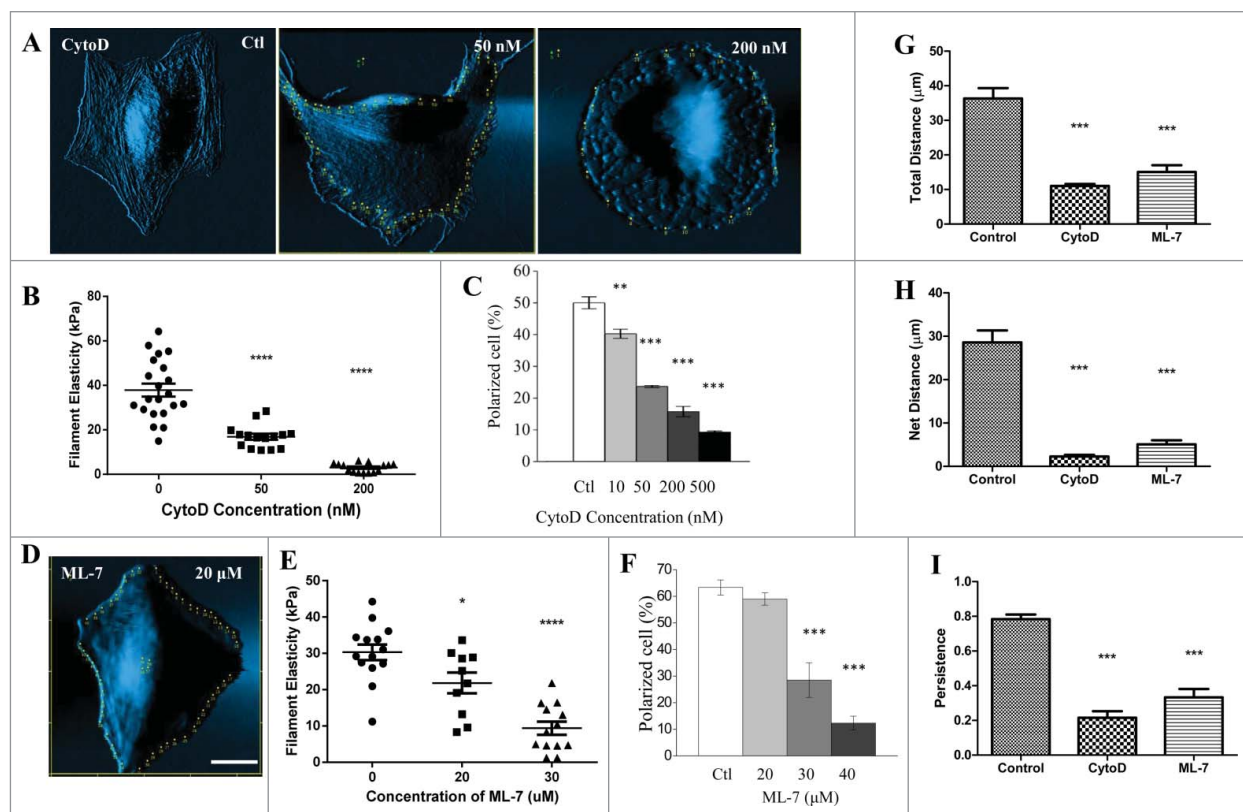 A
CytoD Ctl
50 nM
200 nM
B
Filament Elasticity (kPa)
80
60
40
20
0
****
****
0 50 200
CytoD Concentration (nM)
C
Polarized cell (%)
60
50
40
30
20
10
0
**
***
***
***
Ctl 10 50 200 500
CytoD Concentration (nM)
D
ML-7 20 μM
E
Filament Elasticity (kPa)
50
40
30
20
10
0
*
****
0 20 30
Concentration of ML-7 (uM)
F
Polarized cell (%)
70
60
50
40
30
20
10
0
***
***
Ctl 20 30 40
ML-7 (μM)
G
Total Distance (μm)
50
40
30
20
10
0
*** ***
Control CytoD ML-7
H
Net Distance (μm)
40
30
20
10
0
*** ***
Control CytoD ML-7
I
Persistence
1.0
0.8
0.6
0.4
0.2
0.0
*** ***
Control CytoD ML-7